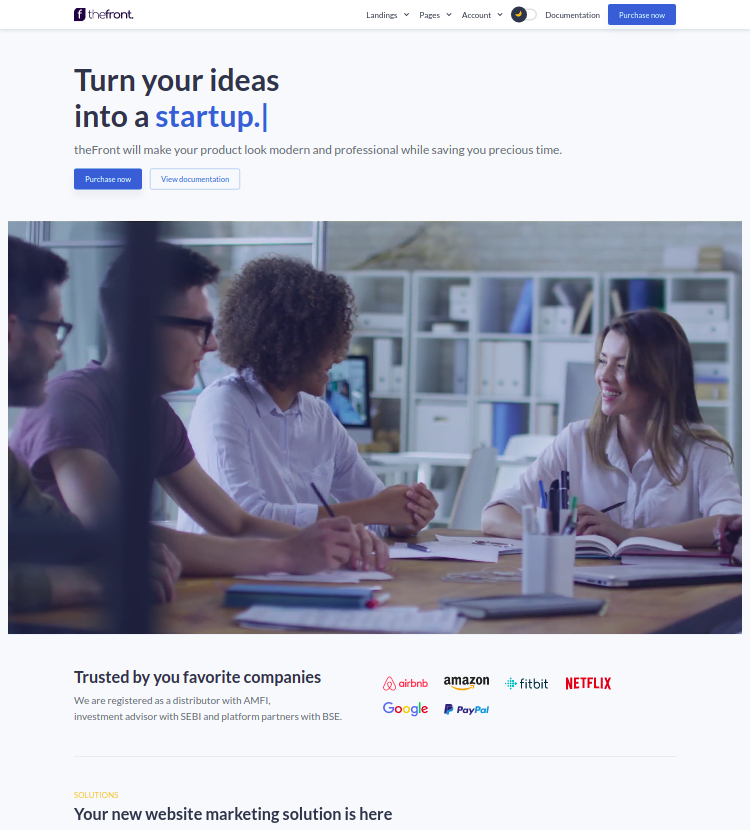 thefront.
Landings
Pages
Account
Documentation
Purchase now
Turn your ideas
into a startup.|
theFront will make your product look modern and professional while saving you precious time.
Purchase now
View documentation
Trusted by you favorite companies
We are registered as a distributor with AMFI,
investment advisor with SEBI and platform partners with BSE.
airbnb
amazon
fitbit
NETFLIX
Google
PayPal
SOLUTIONS
Your new website marketing solution is here